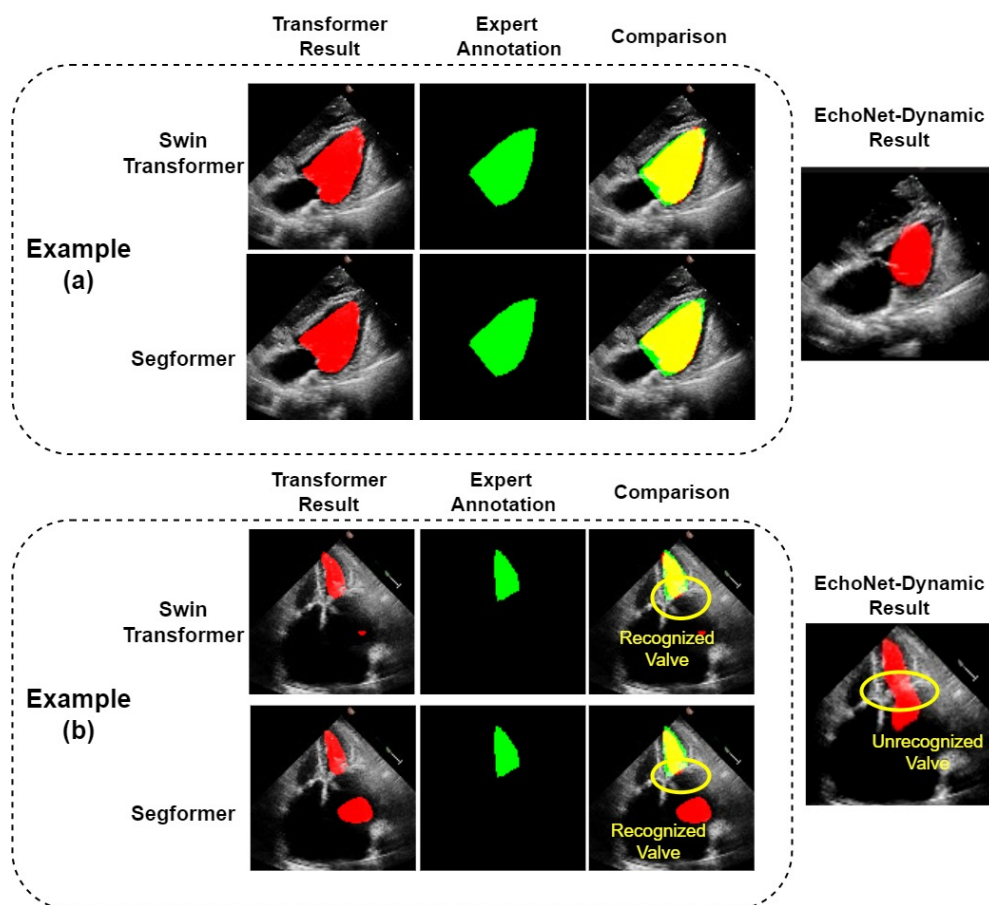 Transformer
Result
Expert
Annotation
Comparison
EchoNet-Dynamic
Result
Example
(a)
Swin
Transformer
Segformer
Transformer
Result
Expert
Annotation
Comparison
EchoNet-Dynamic
Result
Example
(b)
Swin
Transformer
Recognized
Valve
Segformer
Recognized
Valve
Unrecognized
Valve